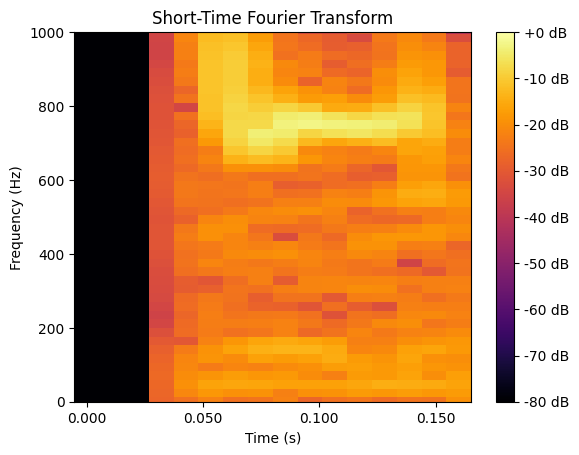 Short-Time Fourier Transform
1000
800
600
400
200
0
Frequency (Hz)
0.000
0.050
0.100
0.150
Time (s)
+0 dB
-10 dB
-20 dB
-30 dB
-40 dB
-50 dB
-60 dB
-70 dB
-80 dB